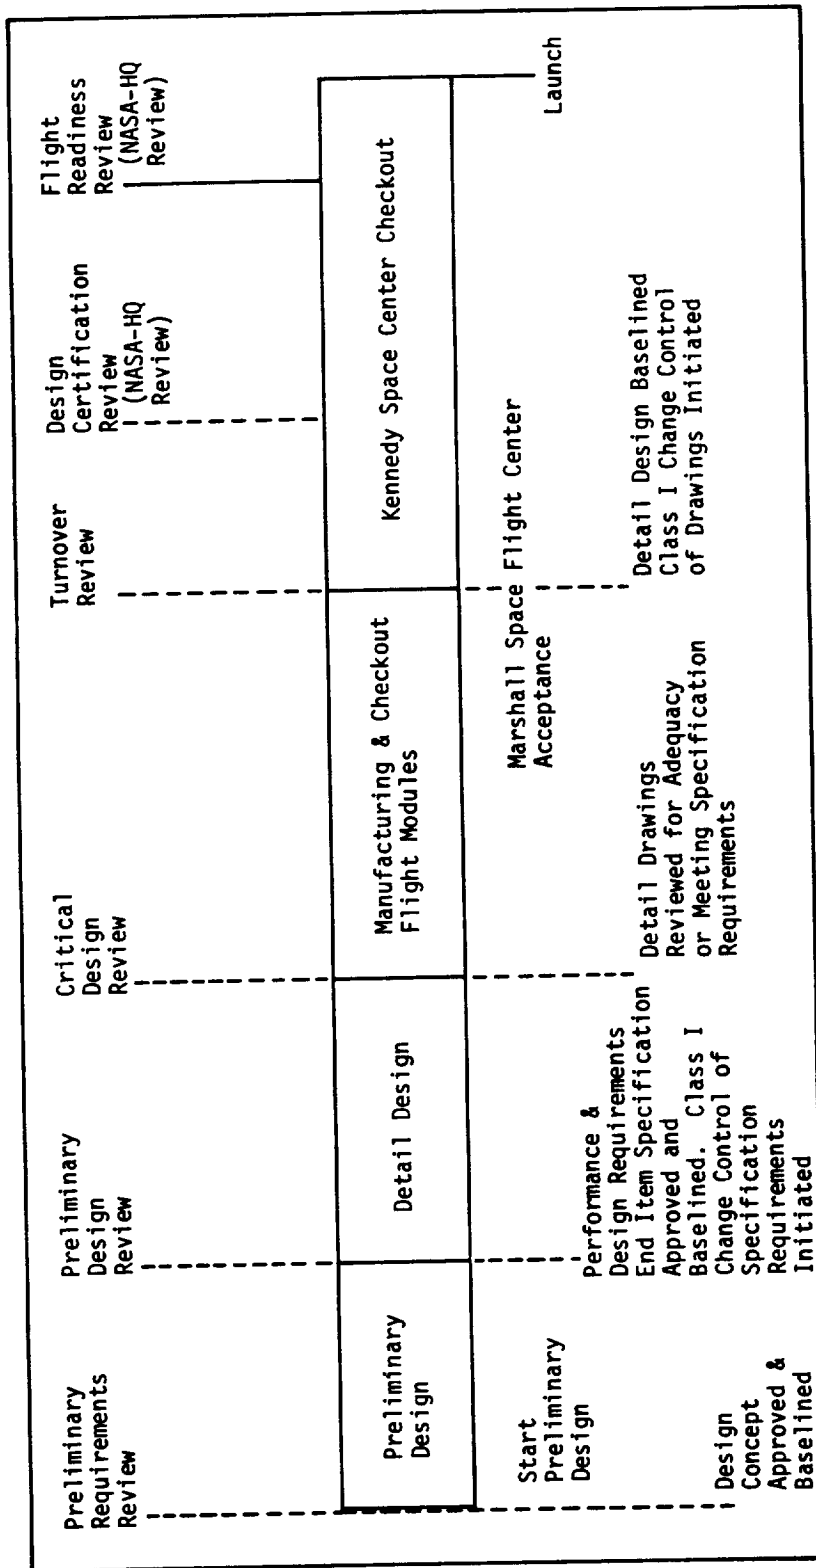 Preliminary
Requirements
Review
Preliminary
Design
Review
Critical
Design
Review
Turnover
Review
Design
Certification
Review
(NASA-HQ
Review)
Flight
Readiness
Review
(NASA-HQ
Review)
Preliminary
Design
Detail Design
Manufacturing & Checkout
Flight Modules
Kennedy Space Center Checkout
Start
Preliminary
Design
Marshall Space Flight Center
Acceptance
Launch
Design
Concept
Approved &
Baselined
Performance &
Design Requirements
End Item Specification
Approved and
Baselined. Class I
Change Control of
Specification
Requirements
Initiated
Detail Drawings
Reviewed for Adequacy
or Meeting Specification
Requirements
Detail Design Baselined
Class I Change Control
of Drawings Initiated